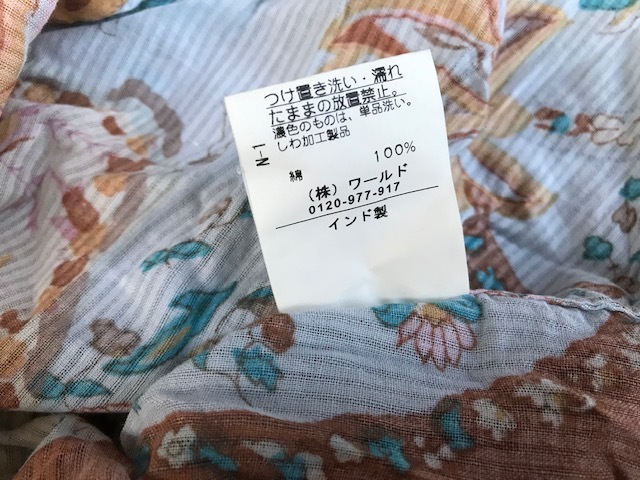 つけ置き洗い・濡れ
たままの放置禁止。
濃色のものは、単品洗い。
しわ加工製品
N-1
綿 100%
(株) ワールド
0120-977-917
インド製